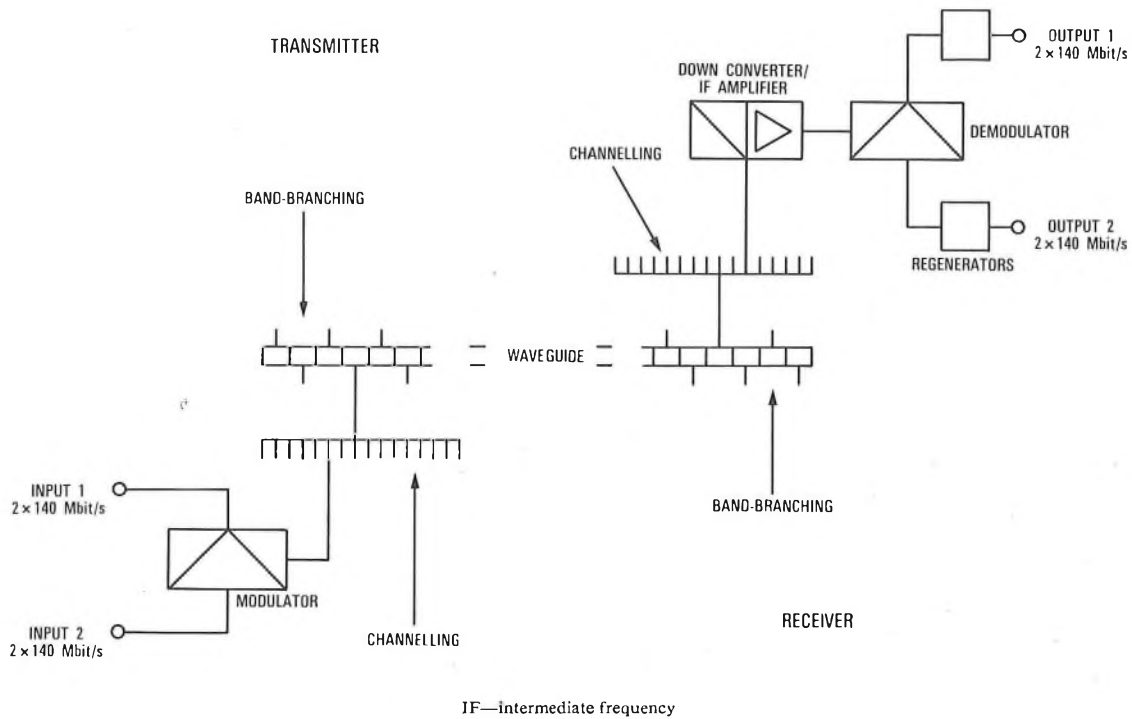 TRANSMITTER
BAND-BRANCHING
WAVEGUIDE
INPUT 1
2 × 140 Mbit/s
MODULATOR
INPUT 2
2 × 140 Mbit/s
CHANNELLING
DOWN CONVERTER/
IF AMPLIFIER
OUTPUT 1
2 × 140 Mbit/s
DEMODULATOR
CHANNELLING
OUTPUT 2
2 × 140 Mbit/s
REGENERATORS
BAND-BRANCHING
RECEIVER
IF—intermediate frequency